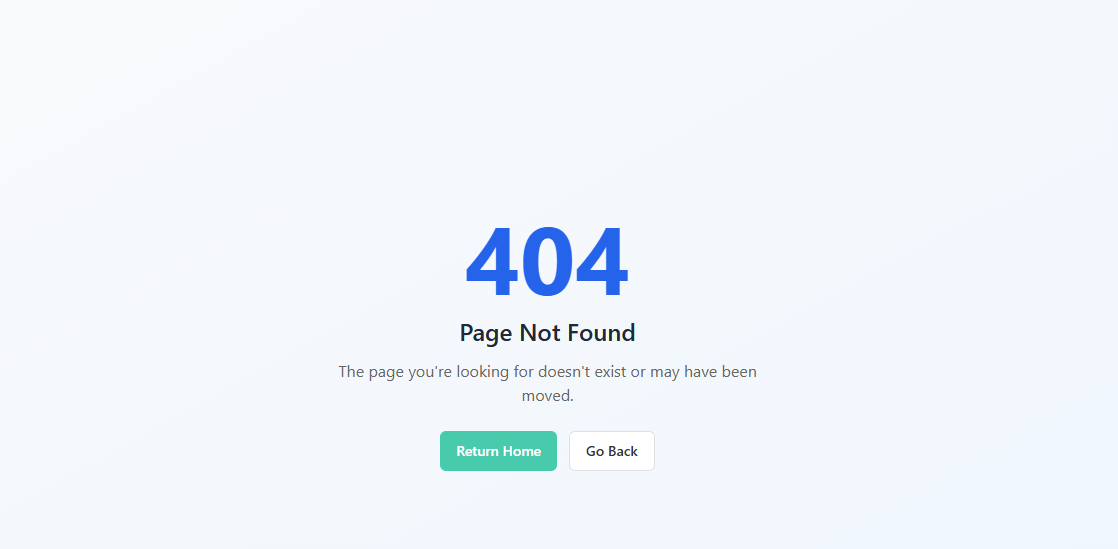 404
Page Not Found
The page you're looking for doesn't exist or may have been
moved.
Return Home
Go Back